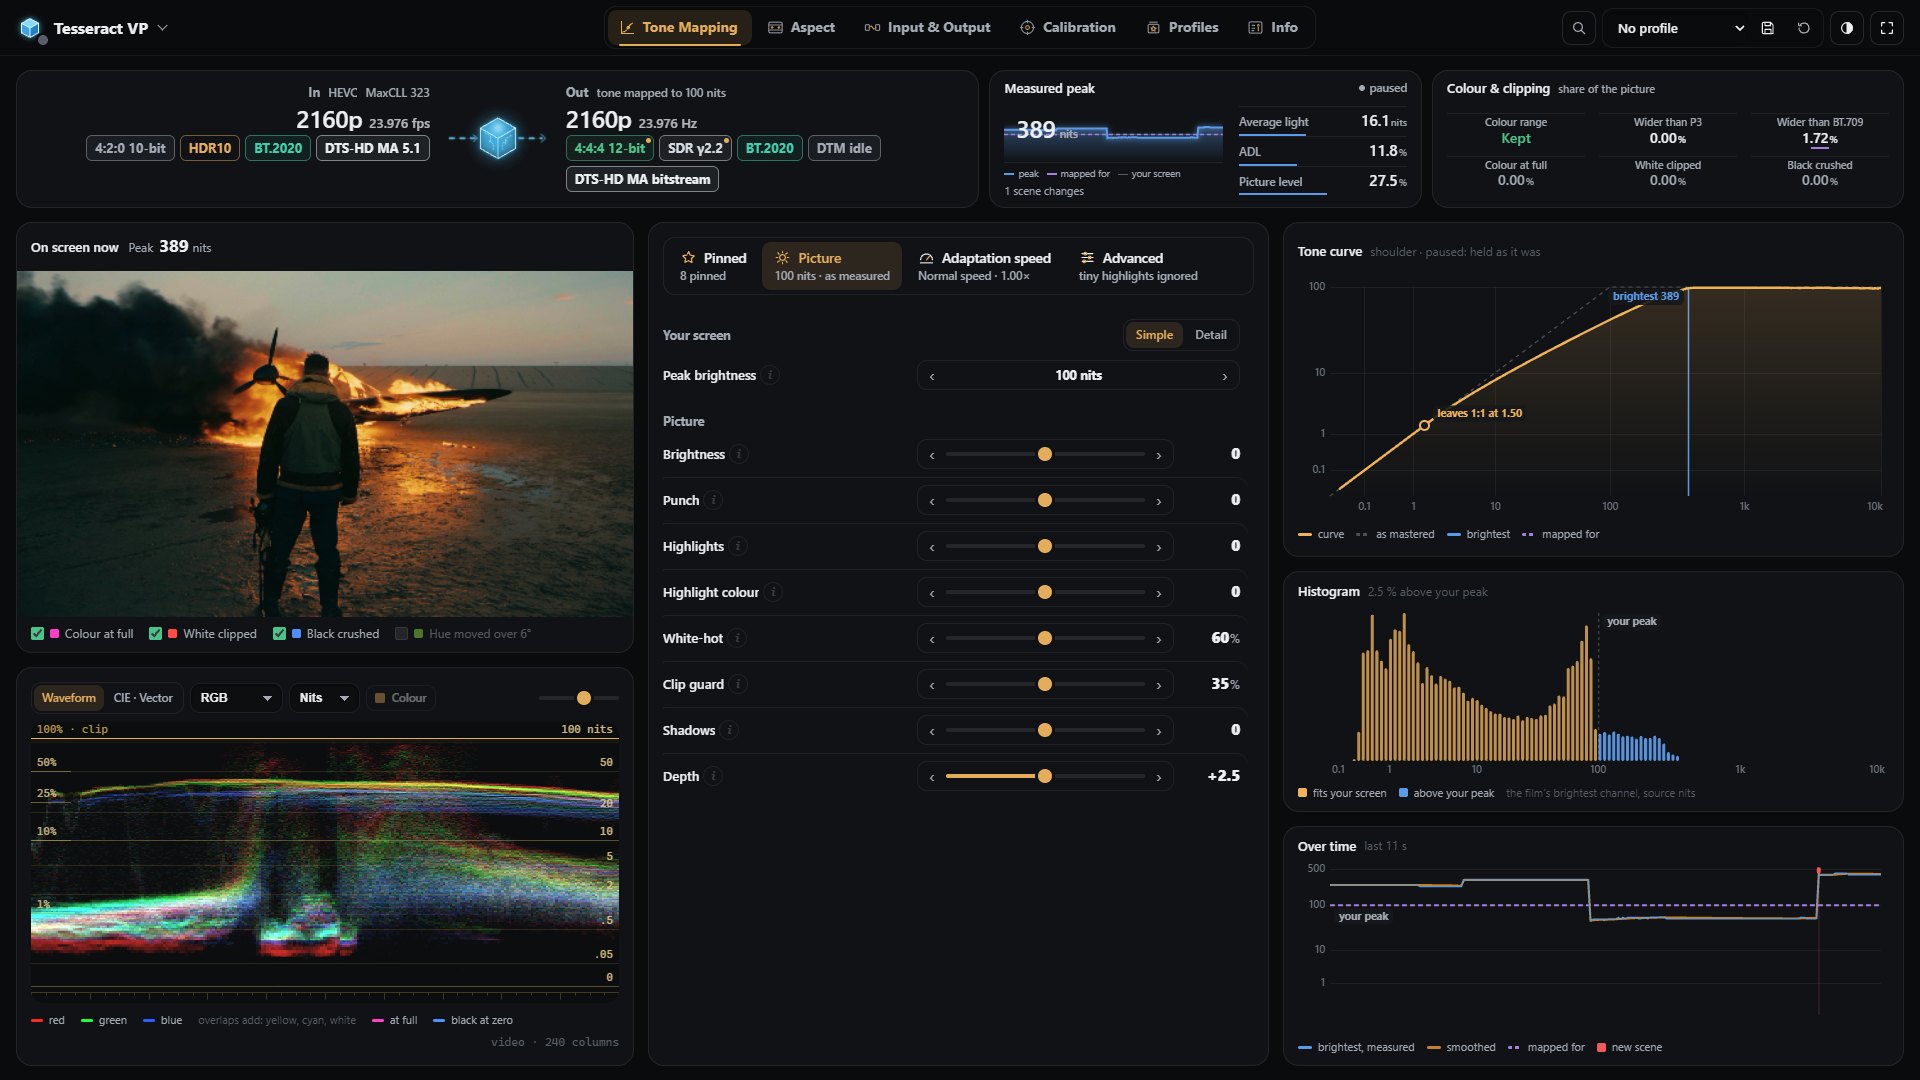 Tesseract VP
Tone Mapping
Aspect
Input & Output
Calibration
Profiles
Info
No profile
In HEVC MaxCLL 323
2160p 23.976 fps
4:2:0 10-bit HDR10 BT.2020 DTS-HD MA 5.1
Out tone mapped to 100 nits
2160p 23.976 Hz
4:4:4 12-bit SDR γ2.2 BT.2020 DTM idle
DTS-HD MA bitstream
Measured peak paused
389 nits
peak mapped for your screen
1 scene changes
Average light 16.1 nits
ADL 11.8%
Picture level 27.5%
Colour & clipping share of the picture
Colour range
Kept
Wider than P3
0.00%
Wider than BT.709
1.72%
Colour at full
0.00%
White clipped
0.00%
Black crushed
0.00%
On screen now Peak 389 nits
Colour at full White clipped Black crushed Hue moved over 6°
Waveform CIE · Vector RGB Nits Colour
100% · clip 100 nits
50% 50
25% 20
10% 10
5
2
1%
.5
.05
0
red green blue overlaps add: yellow, cyan, white at full black at zero
video · 240 columns
Pinned
8 pinned
Picture
100 nits · as measured
Adaptation speed
Normal speed · 1.00×
Advanced
tiny highlights ignored
Your screen Simple Detail
Peak brightness i ‹ 100 nits ›
Picture
Brightness i ‹ › 0
Punch i ‹ › 0
Highlights i ‹ › 0
Highlight colour i ‹ › 0
White-hot i ‹ › 60%
Clip guard i ‹ › 35%
Shadows i ‹ › 0
Depth i ‹ › +2.5
Tone curve shoulder · paused: held as it was
100
brightest 389
10
leaves 1:1 at 1.50
1
0.1
0.1 1 10 100 1k 10k
curve as mastered brightest mapped for
Histogram 2.5 % above your peak
your peak
0.1 1 10 100 1k 10k
fits your screen above your peak the film's brightest channel, source nits
Over time last 11 s
500
100
your peak
10
1
brightest, measured smoothed mapped for new scene